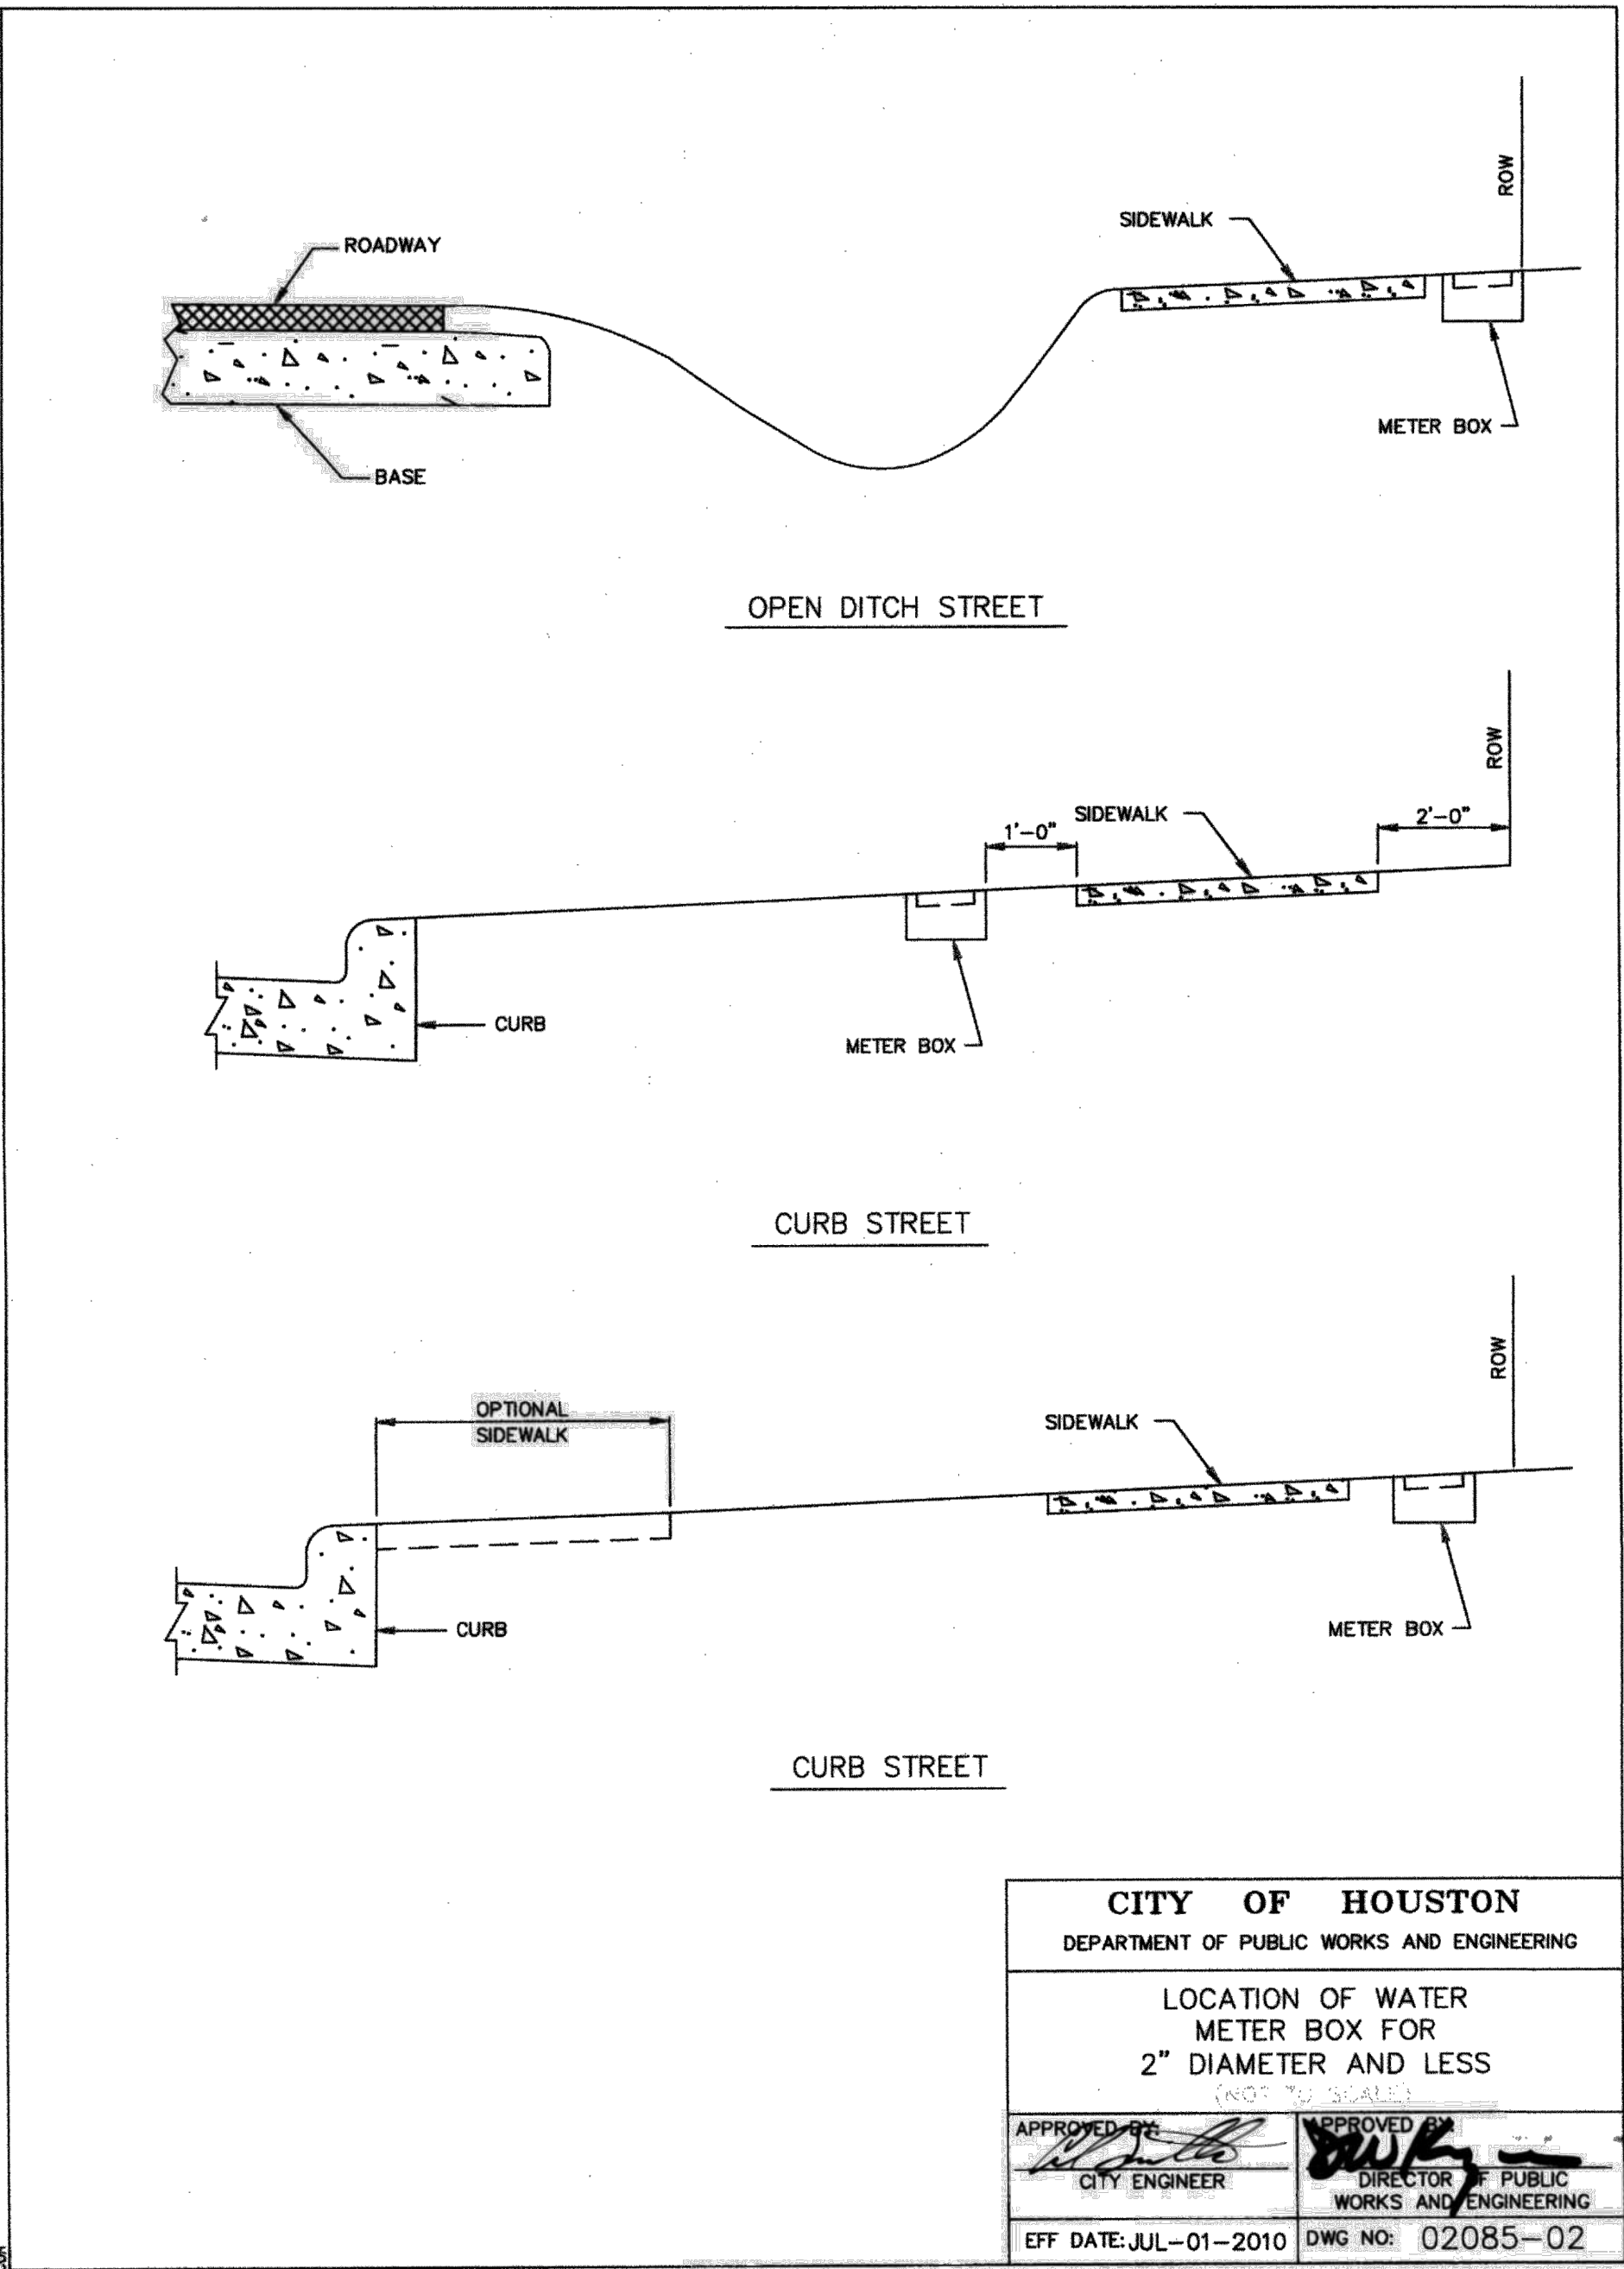 ROW
SIDEWALK
ROADWAY
METER BOX
BASE
OPEN DITCH STREET
ROW
SIDEWALK
2'-0"
1'-0"
CURB
METER BOX
CURB STREET
ROW
OPTIONAL
SIDEWALK
SIDEWALK
CURB
METER BOX
CURB STREET
CITY OF HOUSTON
DEPARTMENT OF PUBLIC WORKS AND ENGINEERING
LOCATION OF WATER
METER BOX FOR
2" DIAMETER AND LESS
(NOT TO SCALE)
APPROVED BY:
CITY ENGINEER
APPROVED BY:
DIRECTOR OF PUBLIC
WORKS AND ENGINEERING
EFF DATE: JUL-01-2010
DWG NO: 02085-02